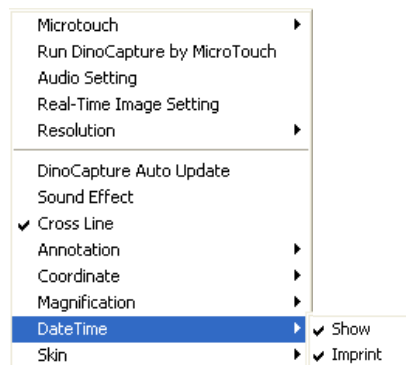 Microtouch
Run DinoCapture by MicroTouch
Audio Setting
Real-Time Image Setting
Resolution
DinoCapture Auto Update
Sound Effect
Cross Line
Annotation
Coordinate
Magnification
DateTime
Show
Skin
Imprint